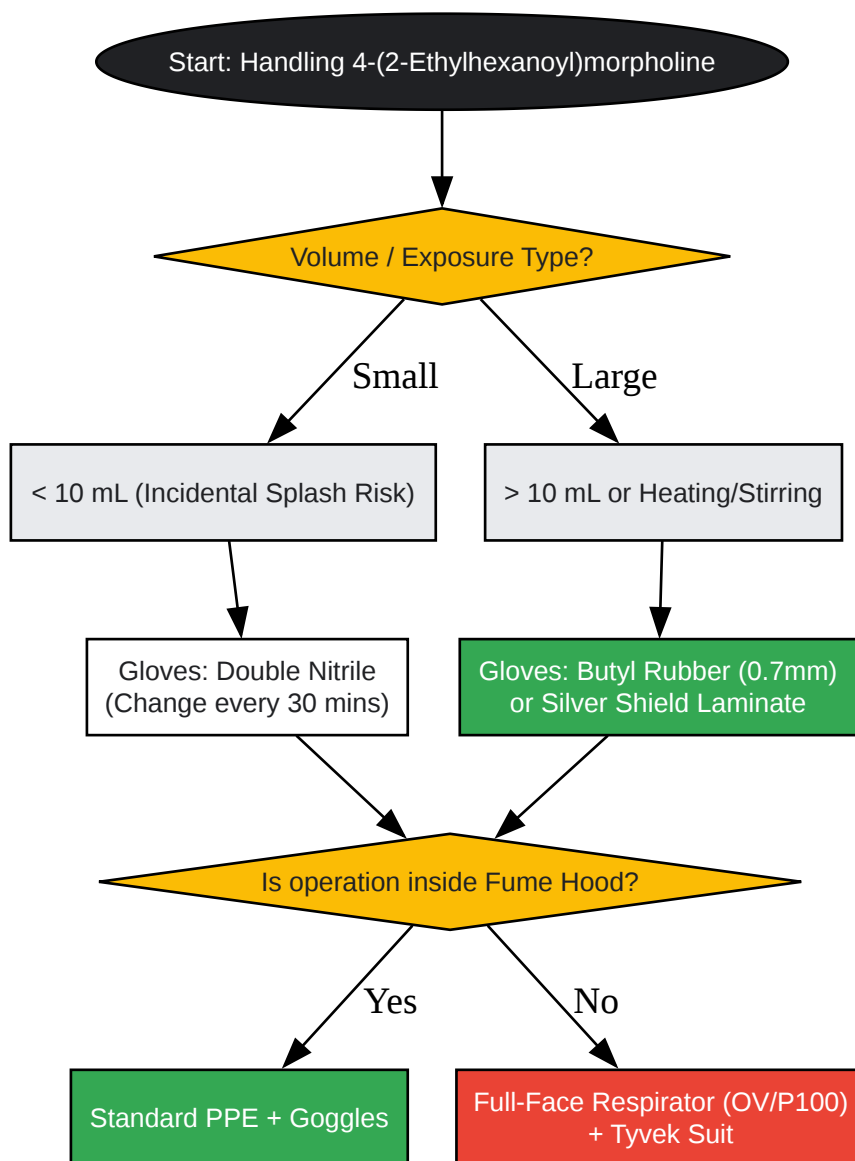 Start: Handling 4-(2-Ethylhexanoyl)morpholine
Volume / Exposure Type?
Small
Large
< 10 mL (Incidental Splash Risk)
> 10 mL or Heating/Stirring
Gloves: Double Nitrile
(Change every 30 mins)
Gloves: Butyl Rubber (0.7mm)
or Silver Shield Laminate
Is operation inside Fume Hood?
Yes
No
Standard PPE + Goggles
Full-Face Respirator (OV/P100)
+ Tyvek Suit